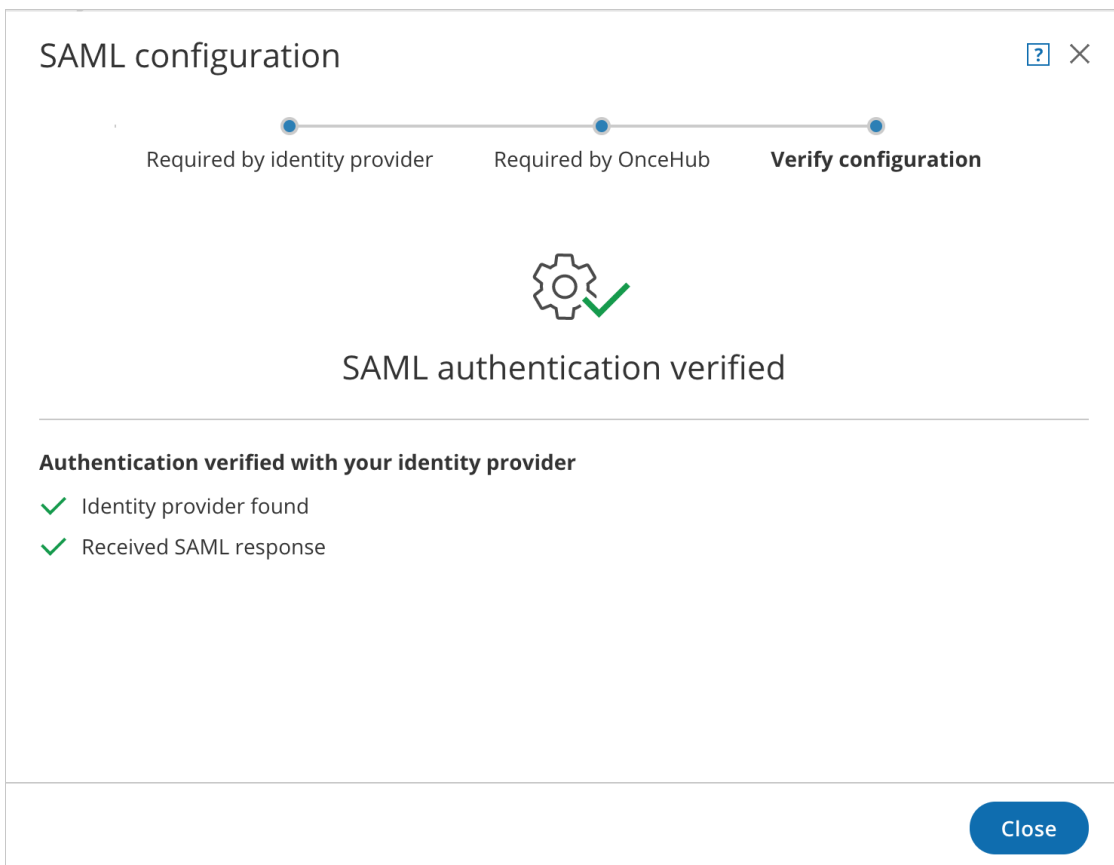 SAML configuration
?
Required by identity provider
Required by OnceHub
Verify configuration
SAML authentication verified
Authentication verified with your identity provider
Identity provider found
Received SAML response
Close